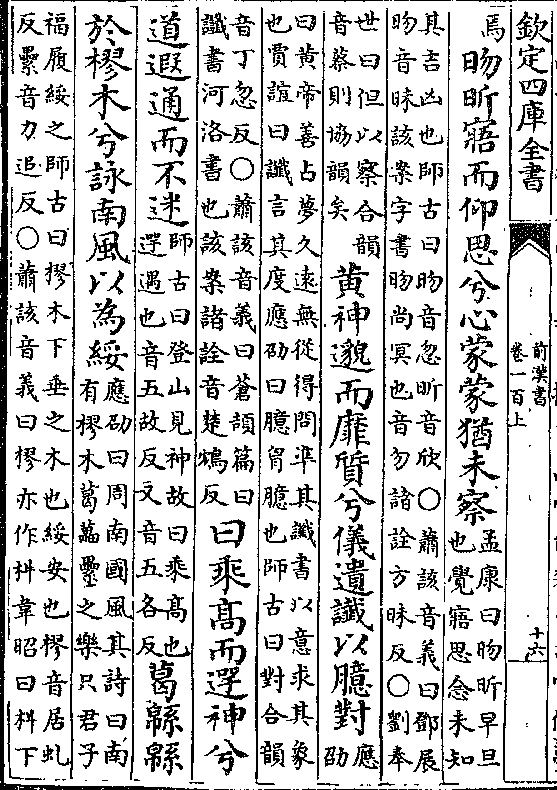 欽定四庫全書
前漢書
卷一百上
十六
焉昒昕寤而仰思兮心蒙蒙猶未察孟康曰昒昕早旦也覺寤思念未知
其吉凶也師古曰昒音忽昕音欣○蕭該音義曰鄧展昒音昧該案字書昒尚冥也音勿諸詮方昧反○劉奉
世曰但以察合韻音蔡則協韻矣黃神邈而靡質兮儀遺讖以臆對應劭
曰黃帝善占夢久遠無從得問準其讖書以意求其象也賈誼曰讖言其度應劭曰臆胷臆也師古曰對合韻
音丁忽反○蕭該音義曰蒼頡篇曰讖書河洛書也該案諸詮音楚鴆反曰乘高而遻神兮
道遐通而不迷師古曰登山見神故曰乘高也遻遇也音五故反又音五各反葛緜緜
於樛木兮詠南風以為綏應劭曰周南國風其詩曰南有樛木葛藟纍之樂只君子
福履綏之師古曰樛木下垂之木也綏安也樛音居虬反纍音力追反○蕭該音義曰樛亦作朻韋昭曰朻下